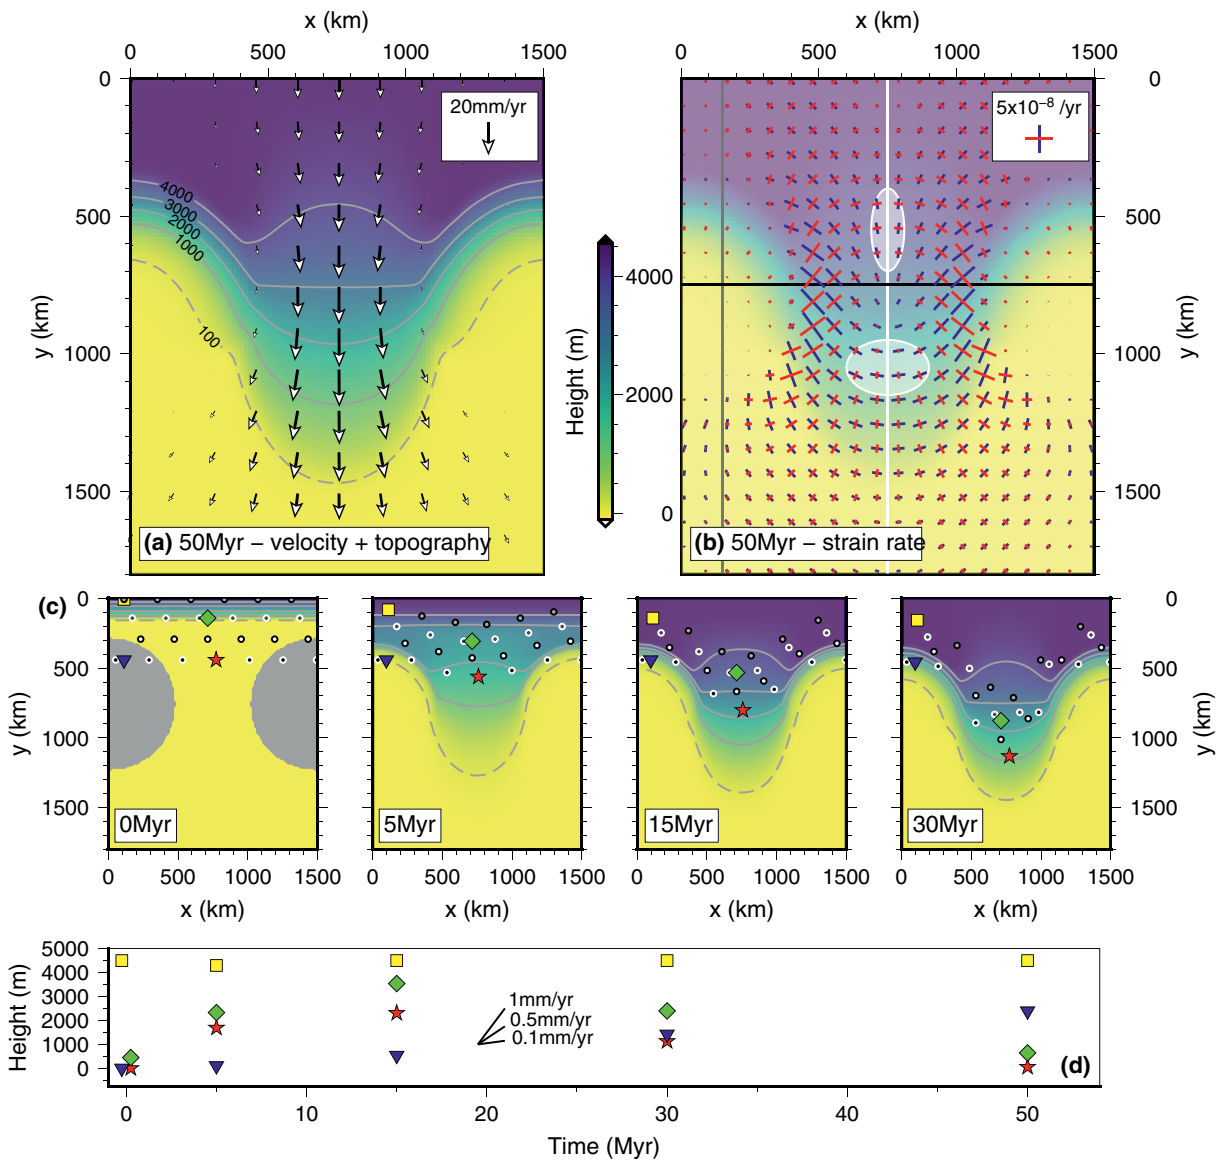 x (km)
x (km)
0 500 1000 1500
0 500 1000 1500
0
500
1000
1500
y (km)
20mm/yr
4000
3000
2000
1000
100
(a) 50Myr – velocity + topography
Height (m)
4000
2000
0
5x10⁻⁸ /yr
(b) 50Myr – strain rate
0
500
1000
1500
y (km)
(c)
0
500
1000
1500
y (km)
0Myr
5Myr
15Myr
30Myr
0
500
1000
1500
y (km)
0 500 1000 1500
0 500 1000 1500
0 500 1000 1500
0 500 1000 1500
x (km)
x (km)
x (km)
x (km)
5000
4000
3000
2000
1000
0
Height (m)
1mm/yr
0.5mm/yr
0.1mm/yr
(d)
0 10 20 30 40 50
Time (Myr)